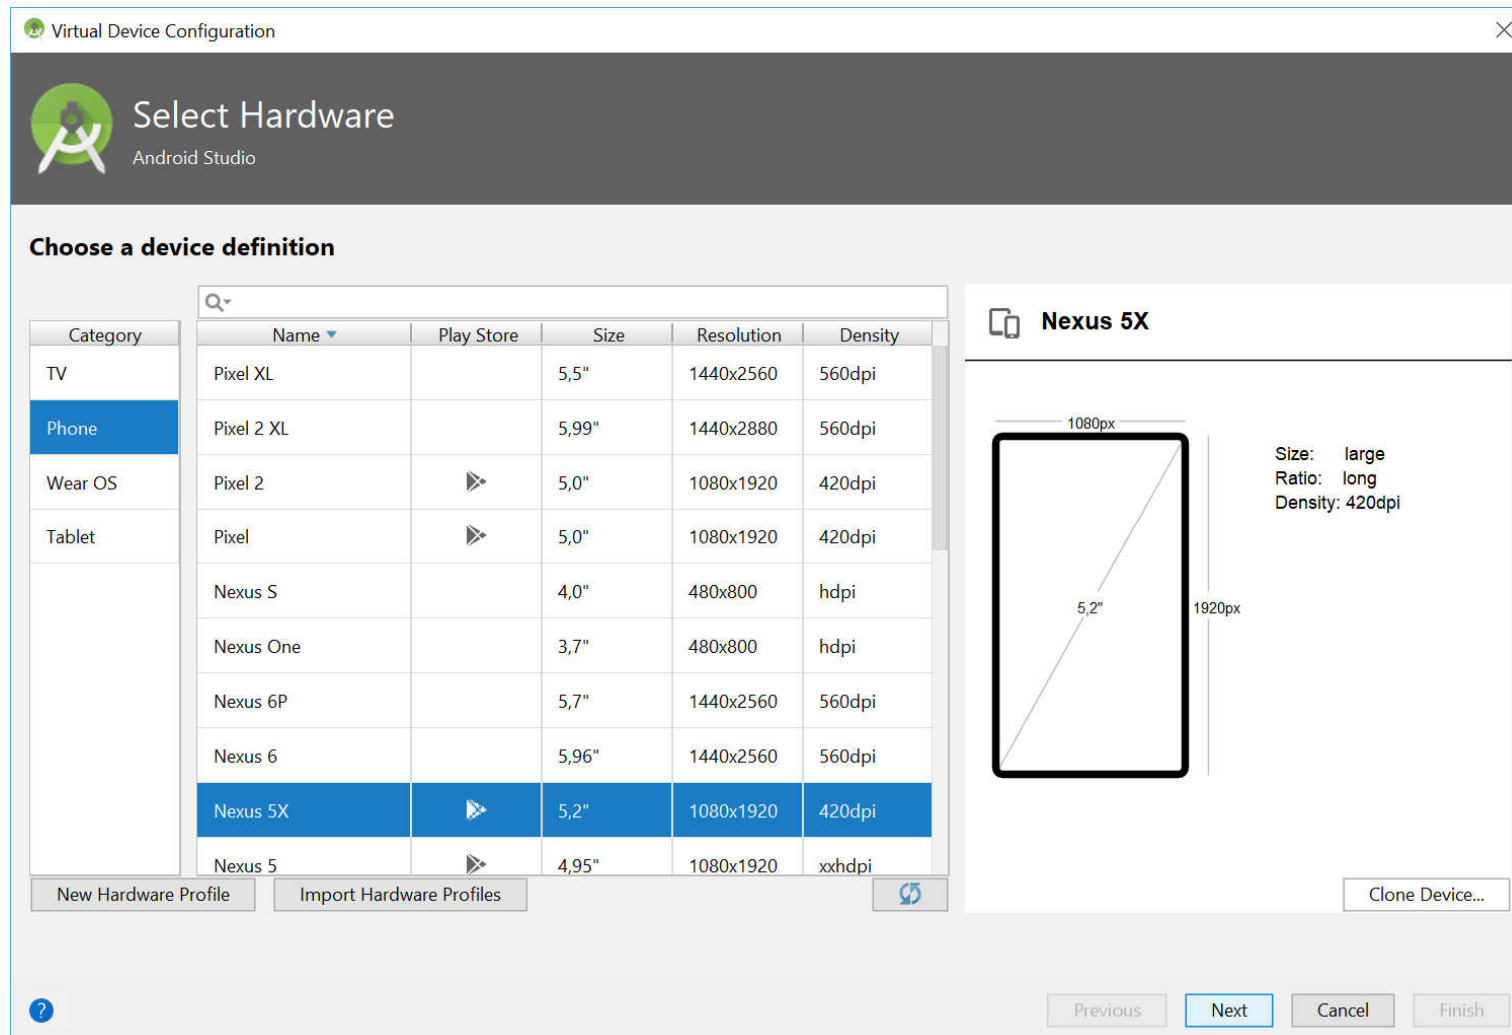 Virtual Device Configuration
Select Hardware
Android Studio
Choose a device definition
Category
TV
Phone
Wear OS
Tablet
Name Play Store Size Resolution Density
Pixel XL 5,5" 1440x2560 560dpi
Pixel 2 XL 5,99" 1440x2880 560dpi
Pixel 2 5,0" 1080x1920 420dpi
Pixel 5,0" 1080x1920 420dpi
Nexus S 4,0" 480x800 hdpi
Nexus One 3,7" 480x800 hdpi
Nexus 6P 5,7" 1440x2560 560dpi
Nexus 6 5,96" 1440x2560 560dpi
Nexus 5X 5,2" 1080x1920 420dpi
Nexus 5 4,95" 1080x1920 xxhdpi
New Hardware Profile Import Hardware Profiles
Nexus 5X
1080px
5,2"
1920px
Size: large
Ratio: long
Density: 420dpi
Clone Device...
? Previous Next Cancel Finish